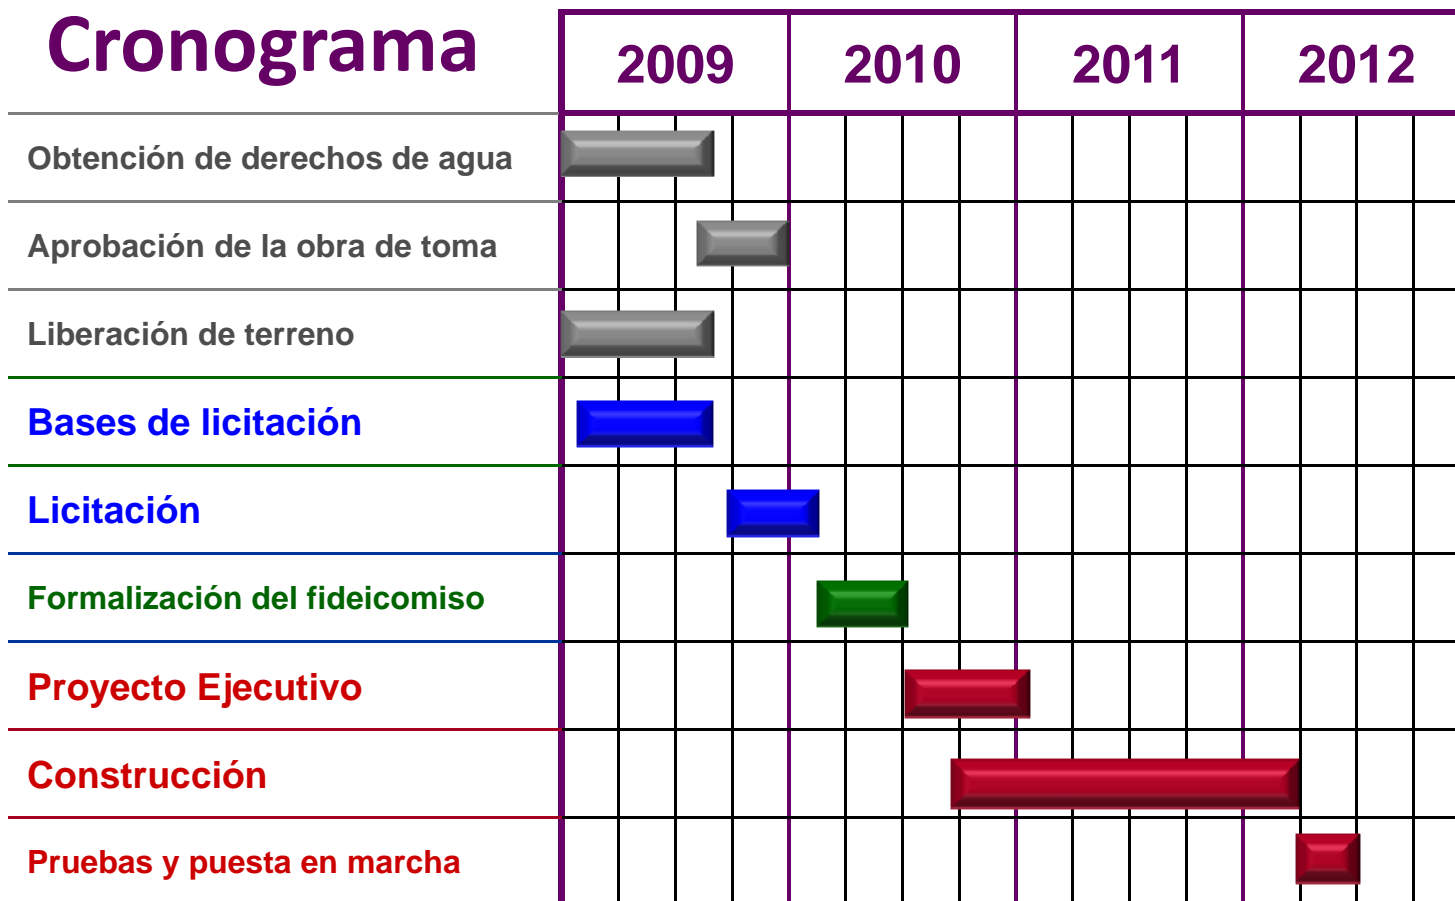 Cronograma
2009
2010
2011
2012
Obtención de derechos de agua
Aprobación de la obra de toma
Liberación de terreno
Bases de licitación
Licitación
Formalización del fideicomiso
Proyecto Ejecutivo
Construcción
Pruebas y puesta en marcha